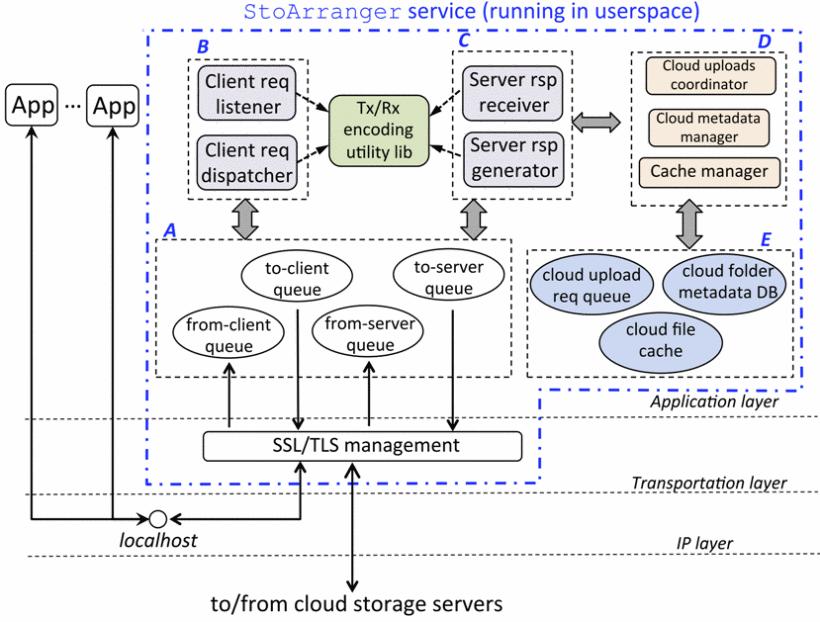 StoArranger service (running in userspace)
B
C
D
App
...
App
Client req
listener
Client req
dispatcher
Tx/Rx
encoding
utility lib
Server rsp
receiver
Server rsp
generator
Cloud uploads
coordinator
Cloud metadata
manager
Cache manager
A
to-client
queue
to-server
queue
from-client
queue
from-server
queue
E
cloud upload
req queue
cloud folder
metadata DB
cloud file
cache
Application layer
SSL/TLS management
Transportation layer
localhost
IP layer
to/from cloud storage servers